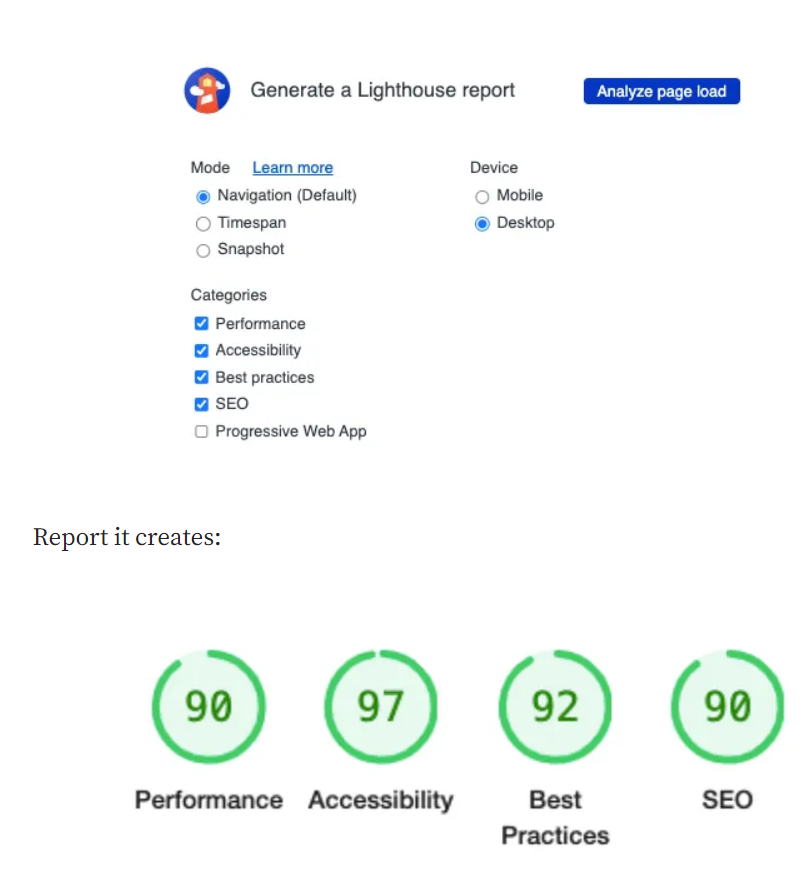 Generate a Lighthouse report
Analyze page load
Mode Learn more
Device
Navigation (Default)
Mobile
Timespan
Desktop
Snapshot
Categories
Performance
Accessibility
Best practices
SEO
Progressive Web App
Report it creates:
90 97 92 90
Performance Accessibility Best SEO
Practices